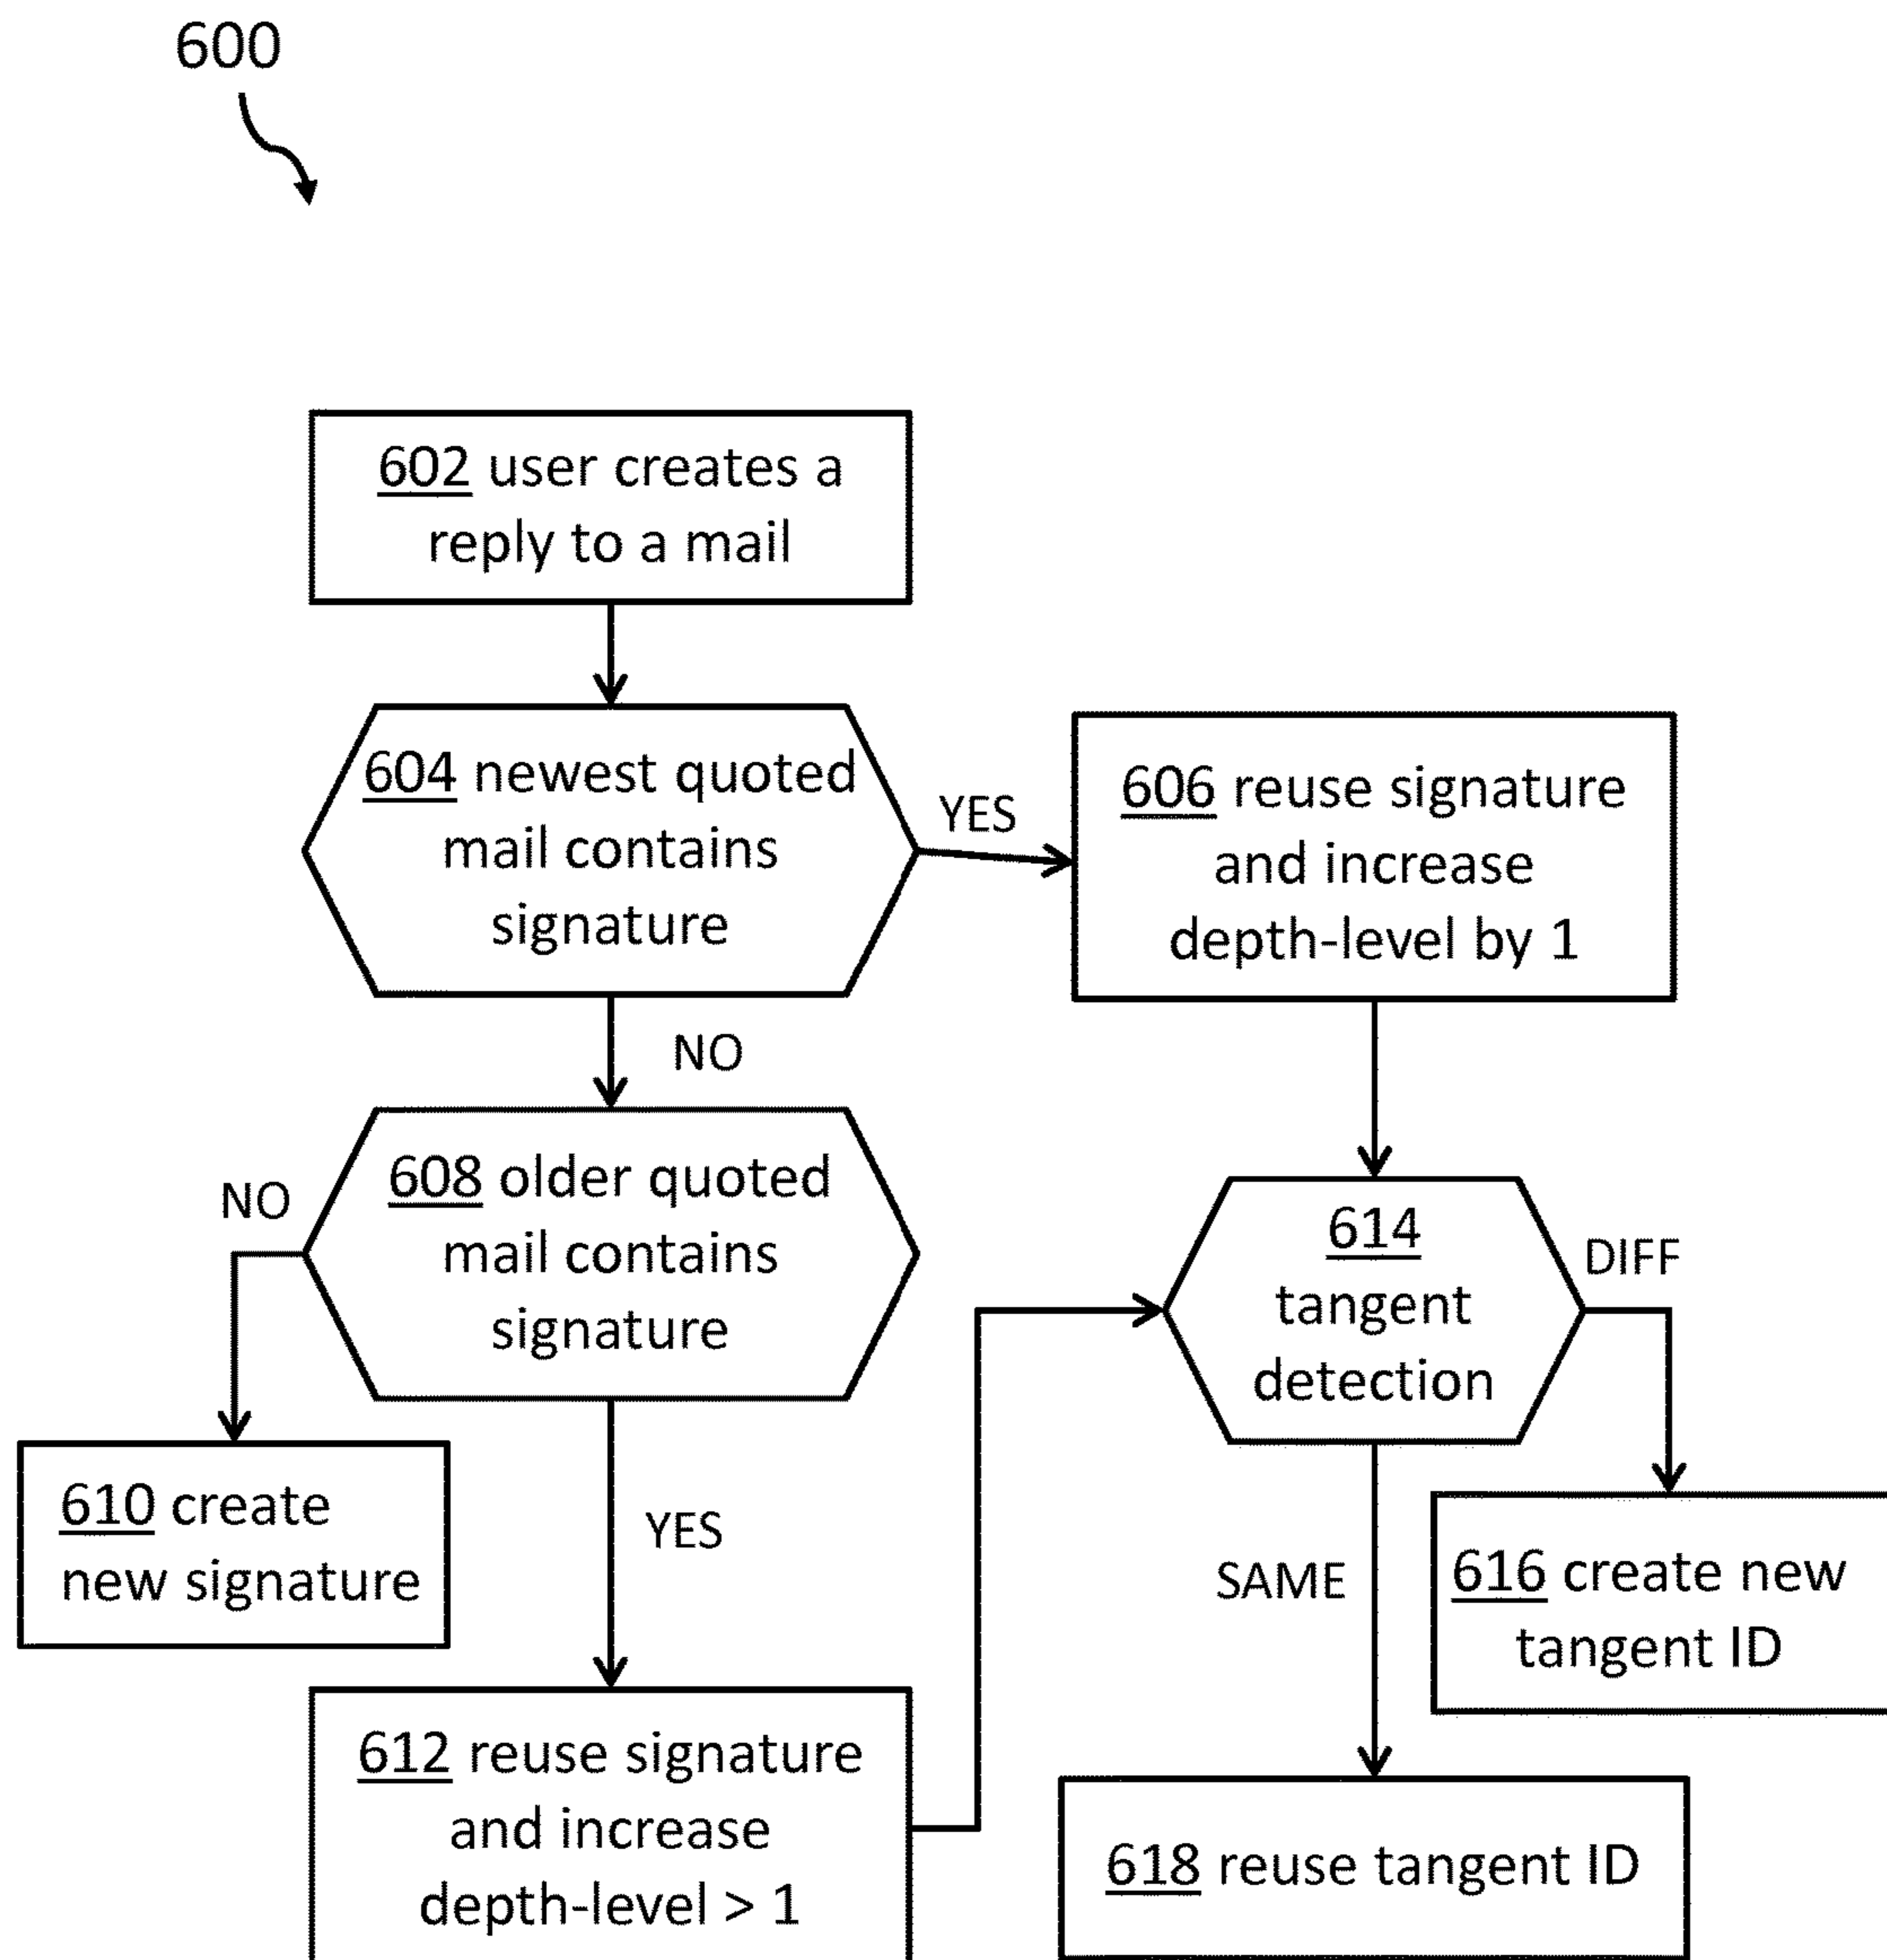 600
602 user creates a
reply to a mail
604 newest quoted
mail contains
signature
YES
606 reuse signature
and increase
depth-level by 1
NO
608 older quoted
mail contains
signature
NO
610 create
new signature
YES
612 reuse signature
and increase
depth-level > 1
614
tangent
detection
DIFF
616 create new
tangent ID
SAME
618 reuse tangent ID